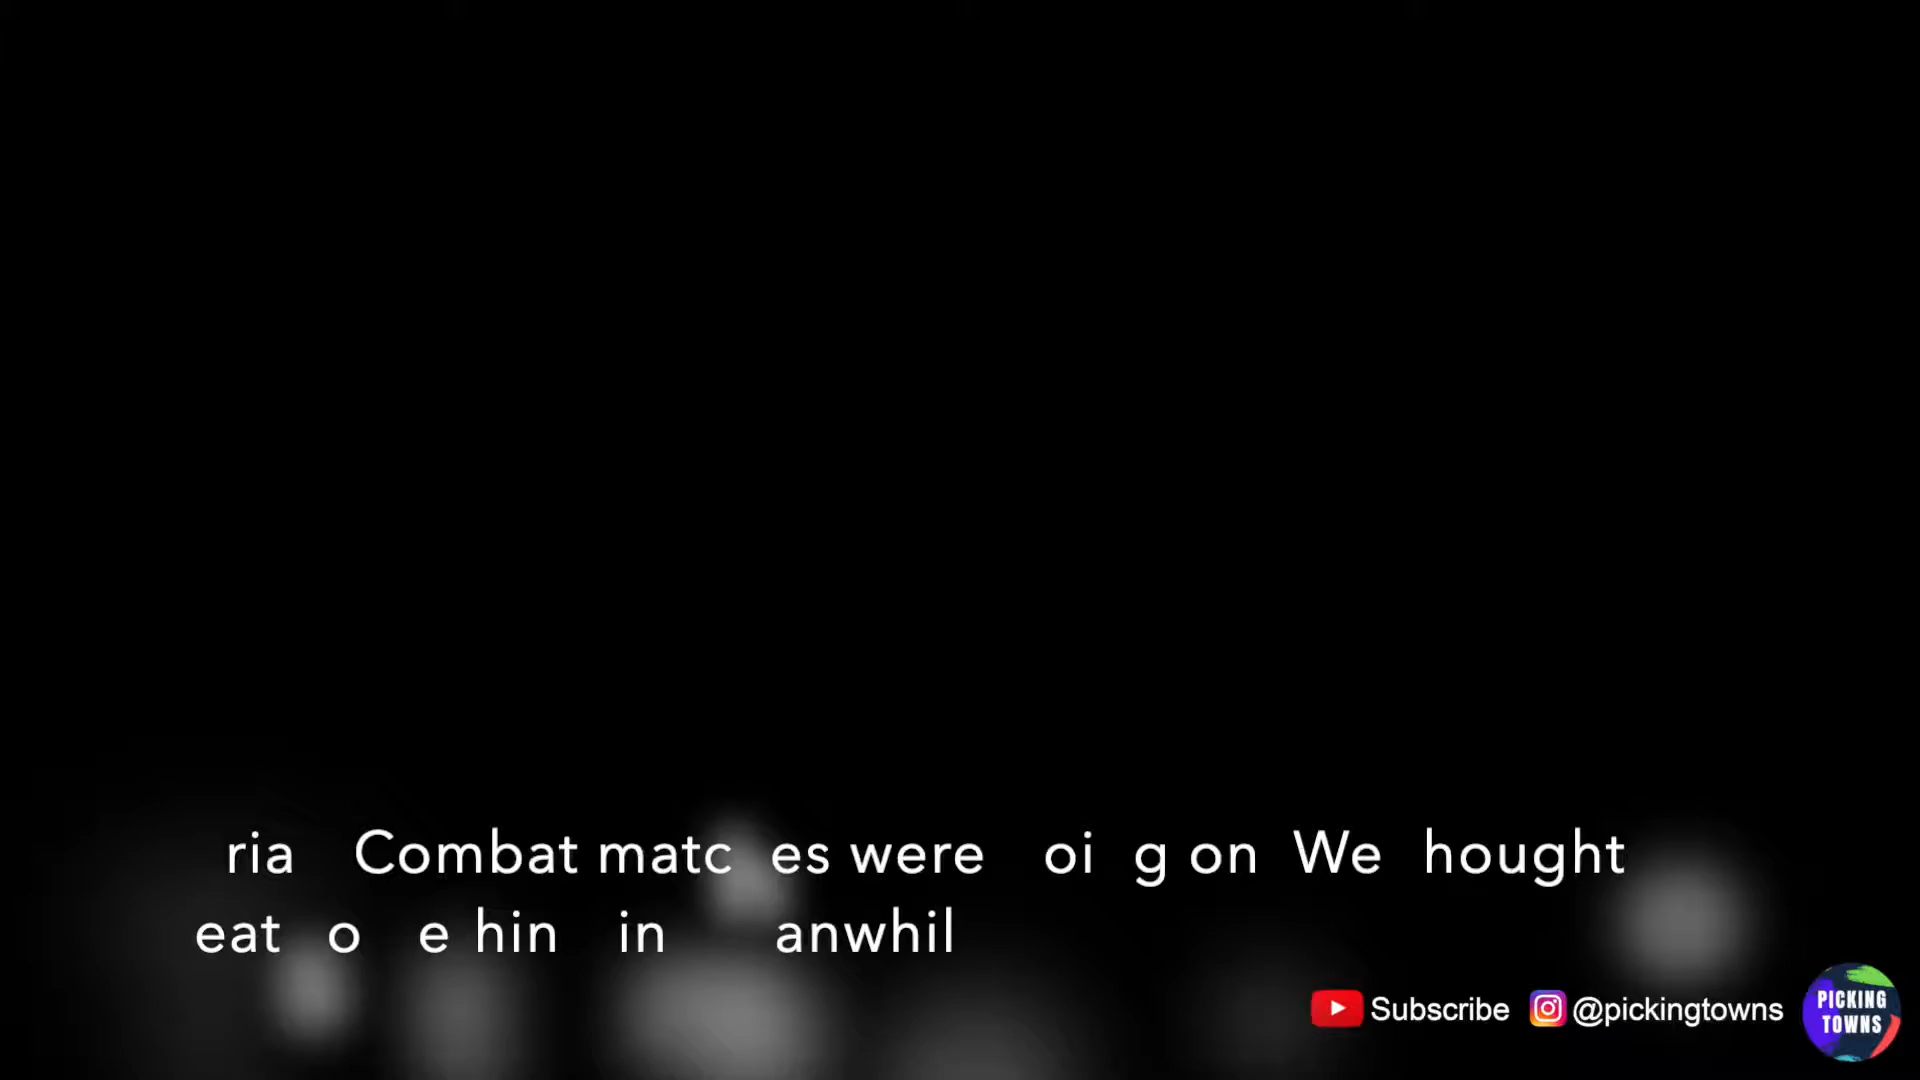 ria Combat matc es were oi g on We hought
eat o e hin in anwhil
Subscribe @pickingtowns
PICKING
TOWNS